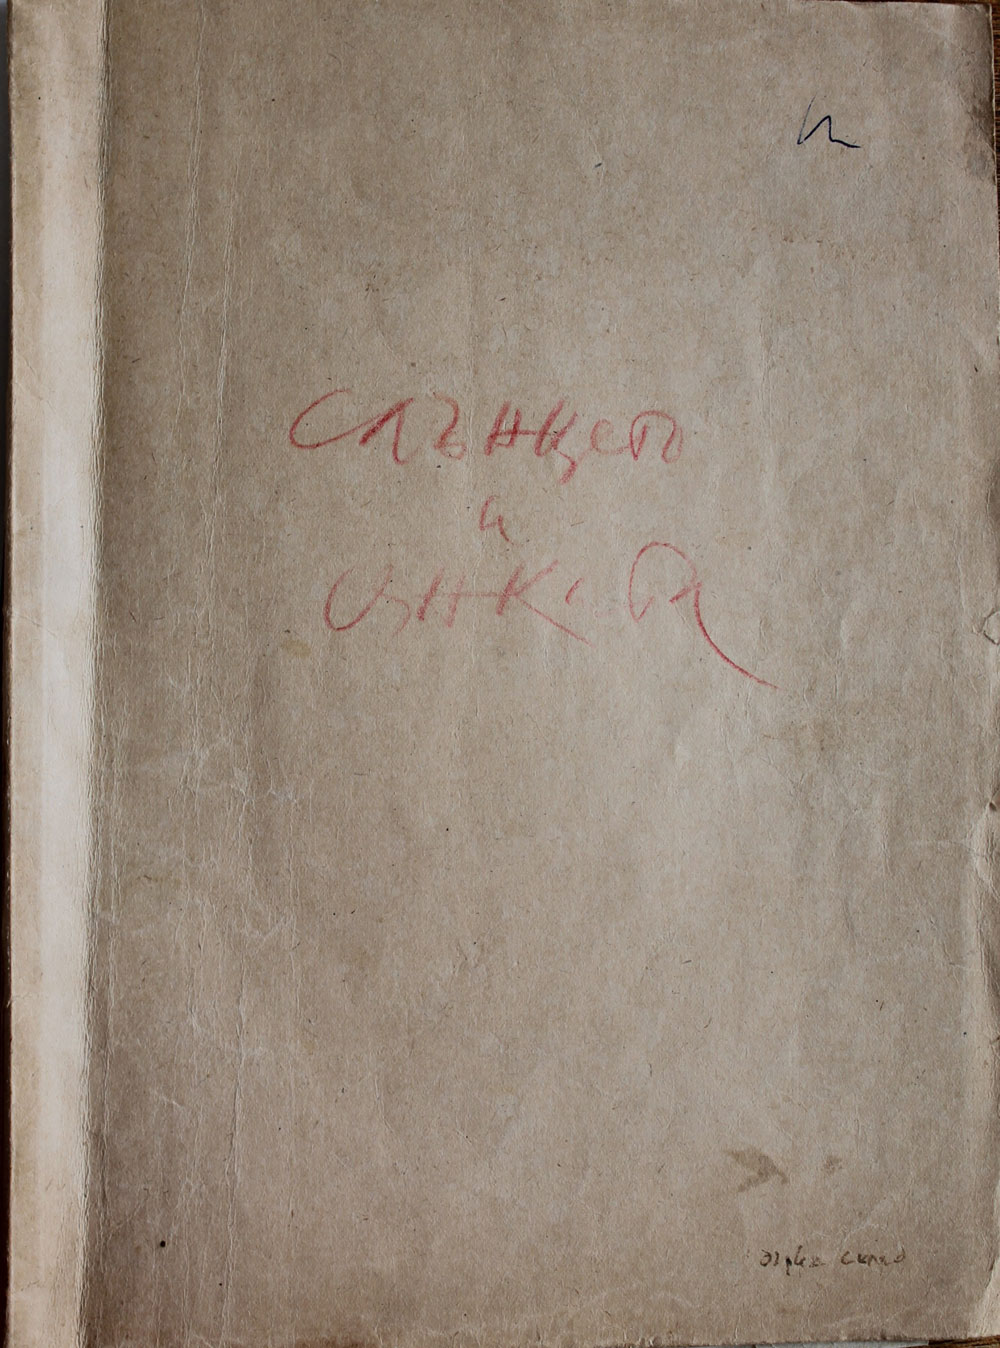 слънцето
и
сянката